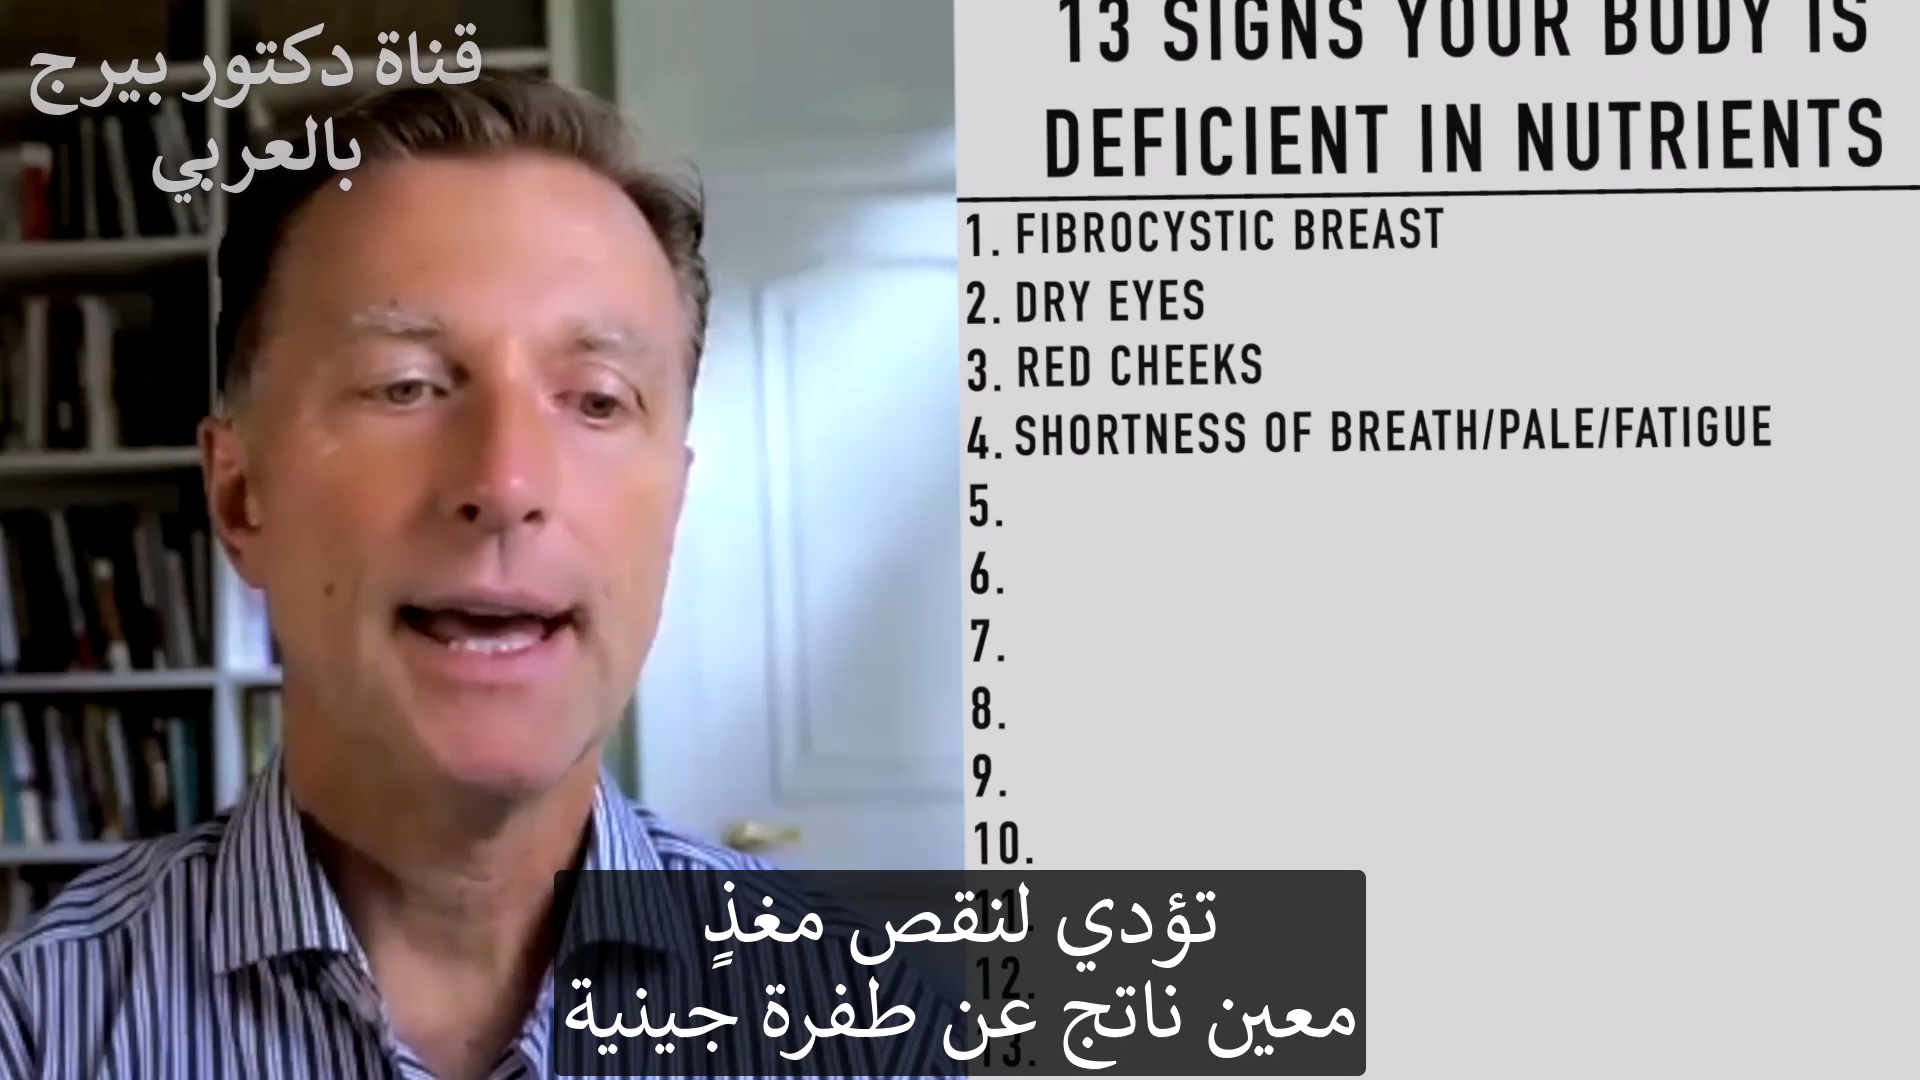 قناة دكتور بيرج
بالعربي
13 SIGNS YOUR BODY IS
DEFICIENT IN NUTRIENTS
1. FIBROCYSTIC BREAST
2. DRY EYES
3. RED CHEEKS
4. SHORTNESS OF BREATH/PALE/FATIGUE
5.
6.
7.
8.
9.
10.
11.
12.
13.
تؤدي لنقص مغذٍ
معين ناتج عن طفرة جينية